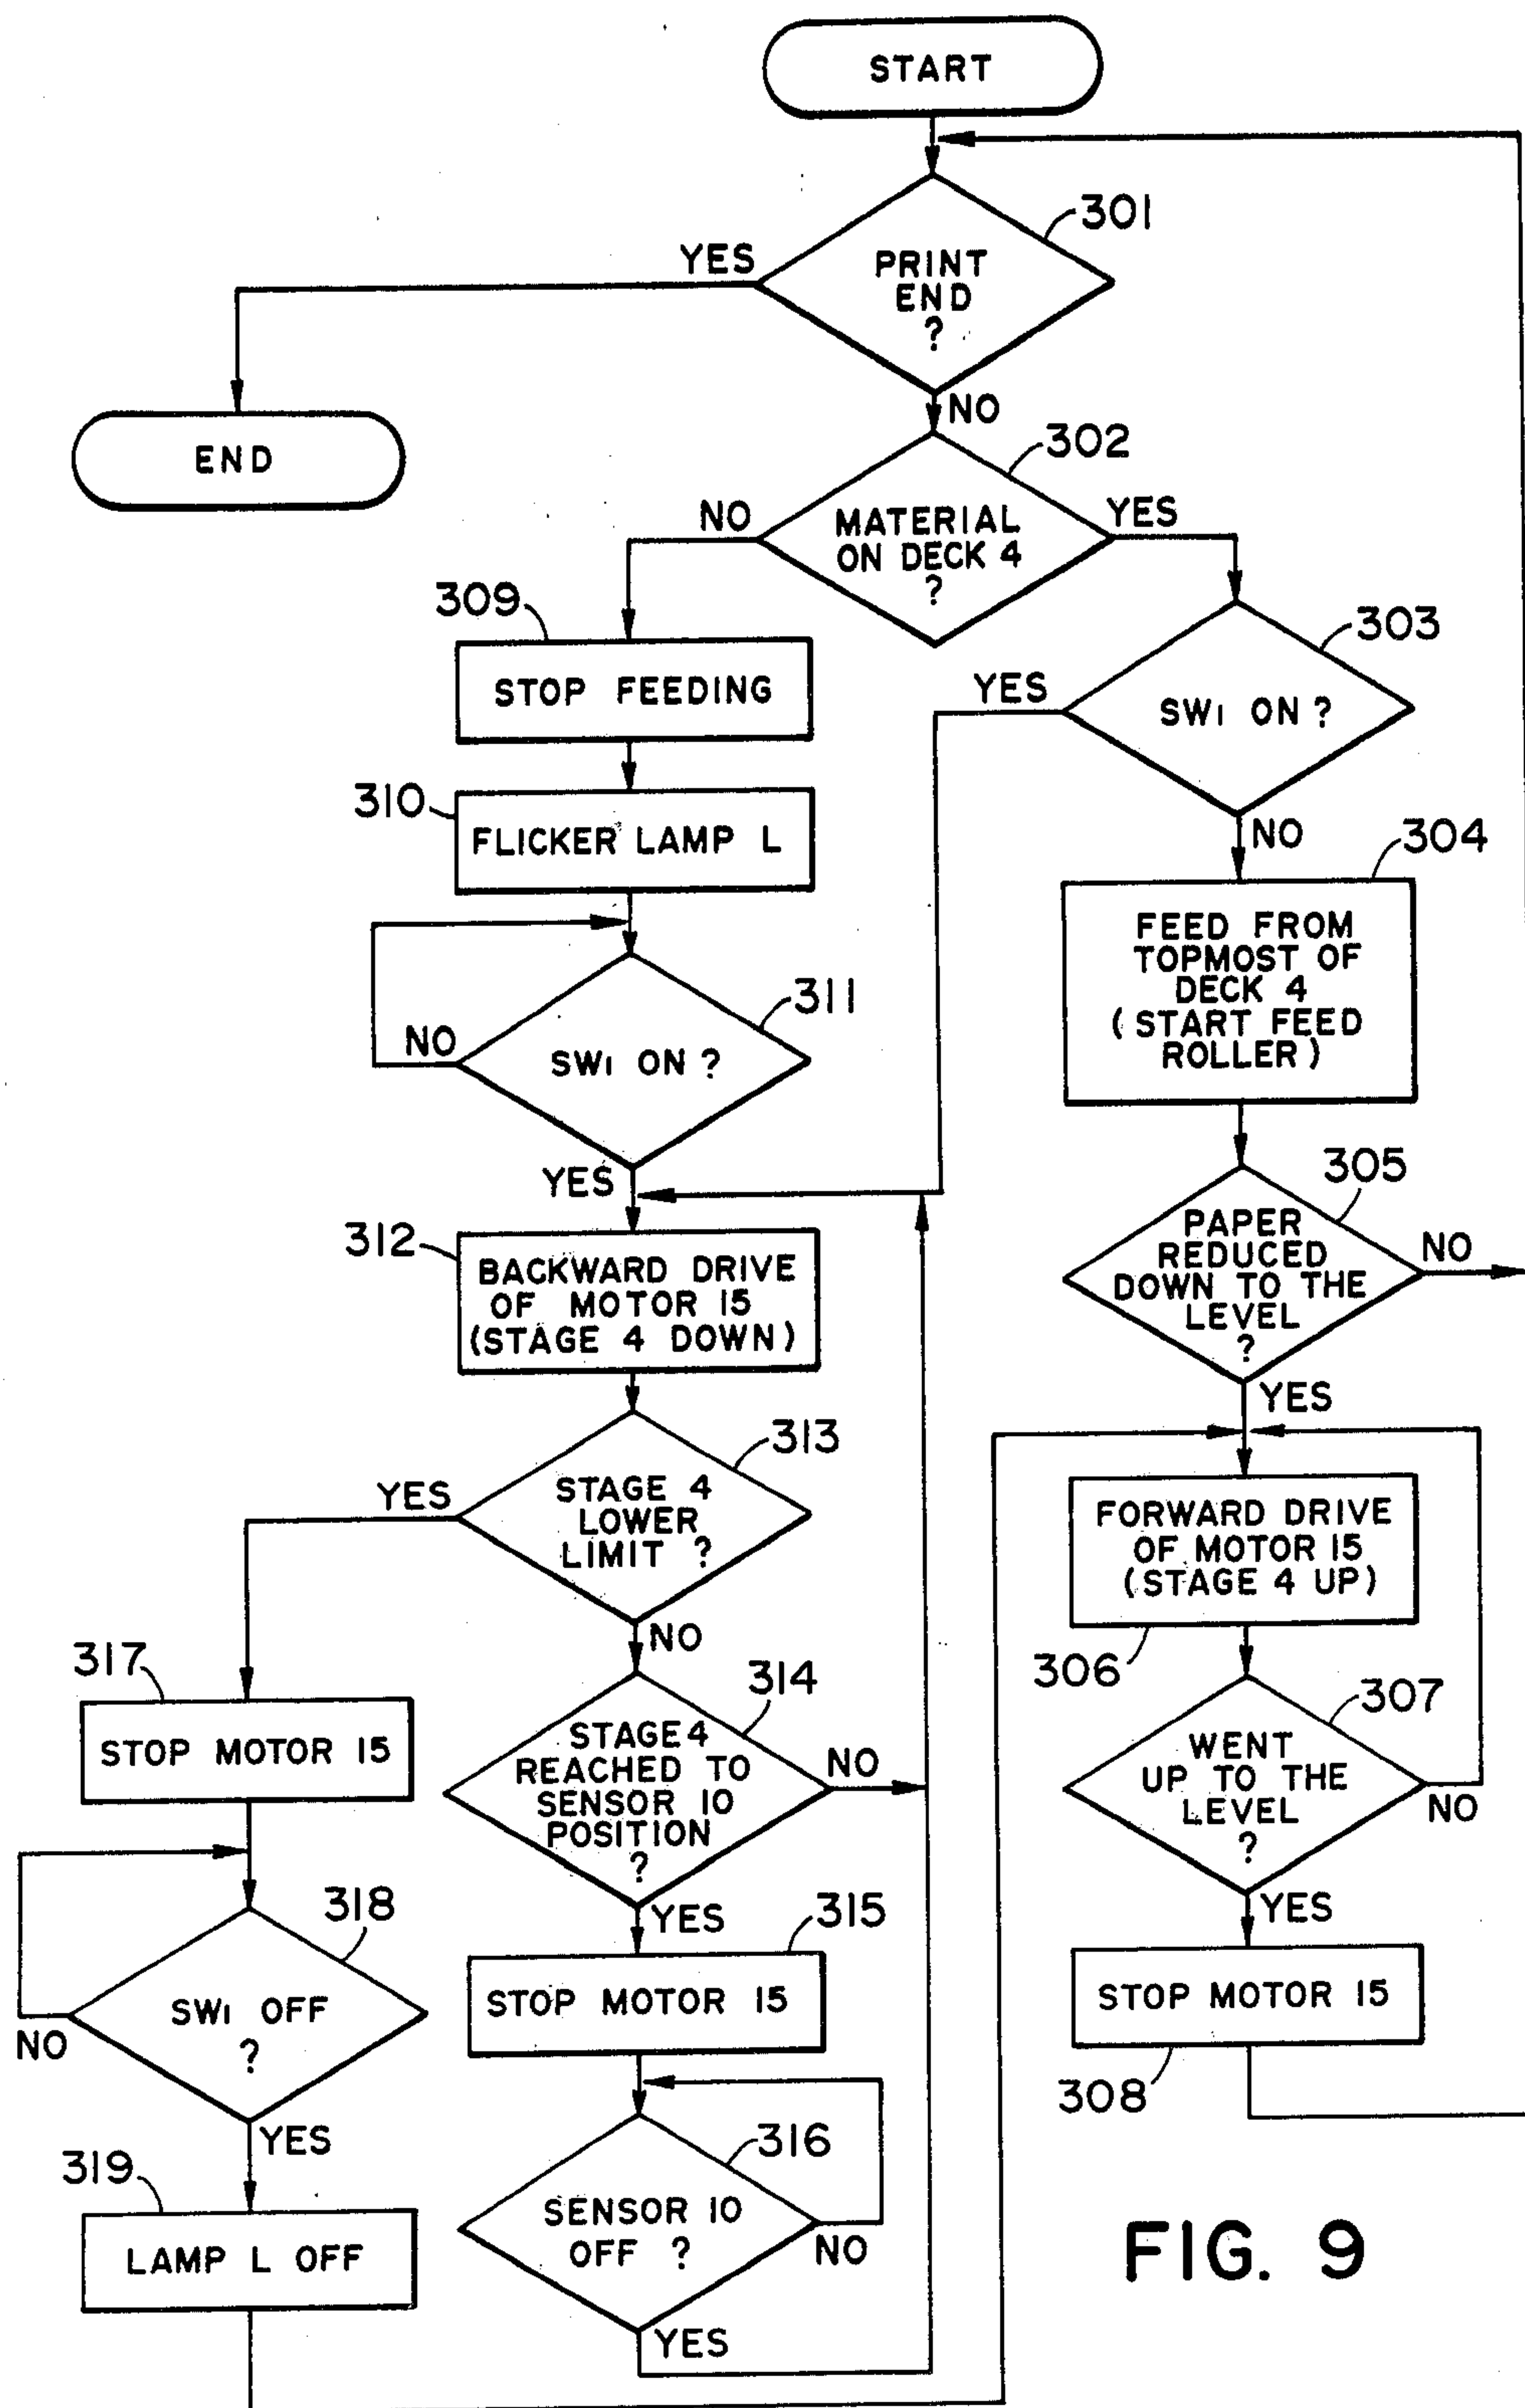 START
301
YES
PRINT
END
?
NO
END
302
NO
MATERIAL
ON DECK 4
?
YES
309
STOP FEEDING
303
YES
SW1 ON ?
NO
310
FLICKER LAMP L
304
FEED FROM
TOPMOST OF
DECK 4
( START FEED
ROLLER )
311
NO
SW1 ON ?
YES
305
PAPER
REDUCED
DOWN TO THE
LEVEL
?
NO
YES
312
BACKWARD DRIVE
OF MOTOR 15
(STAGE 4 DOWN)
313
YES
STAGE 4
LOWER
LIMIT ?
NO
FORWARD DRIVE
OF MOTOR 15
(STAGE 4 UP)
306
307
WENT
UP TO THE
LEVEL
?
NO
YES
317
STOP MOTOR 15
314
STAGE 4
REACHED TO
SENSOR 10
POSITION
?
NO
YES
315
STOP MOTOR 15
STOP MOTOR 15
308
318
SW1 OFF
?
NO
YES
316
SENSOR 10
OFF ?
NO
YES
319
LAMP L OFF
FIG. 9